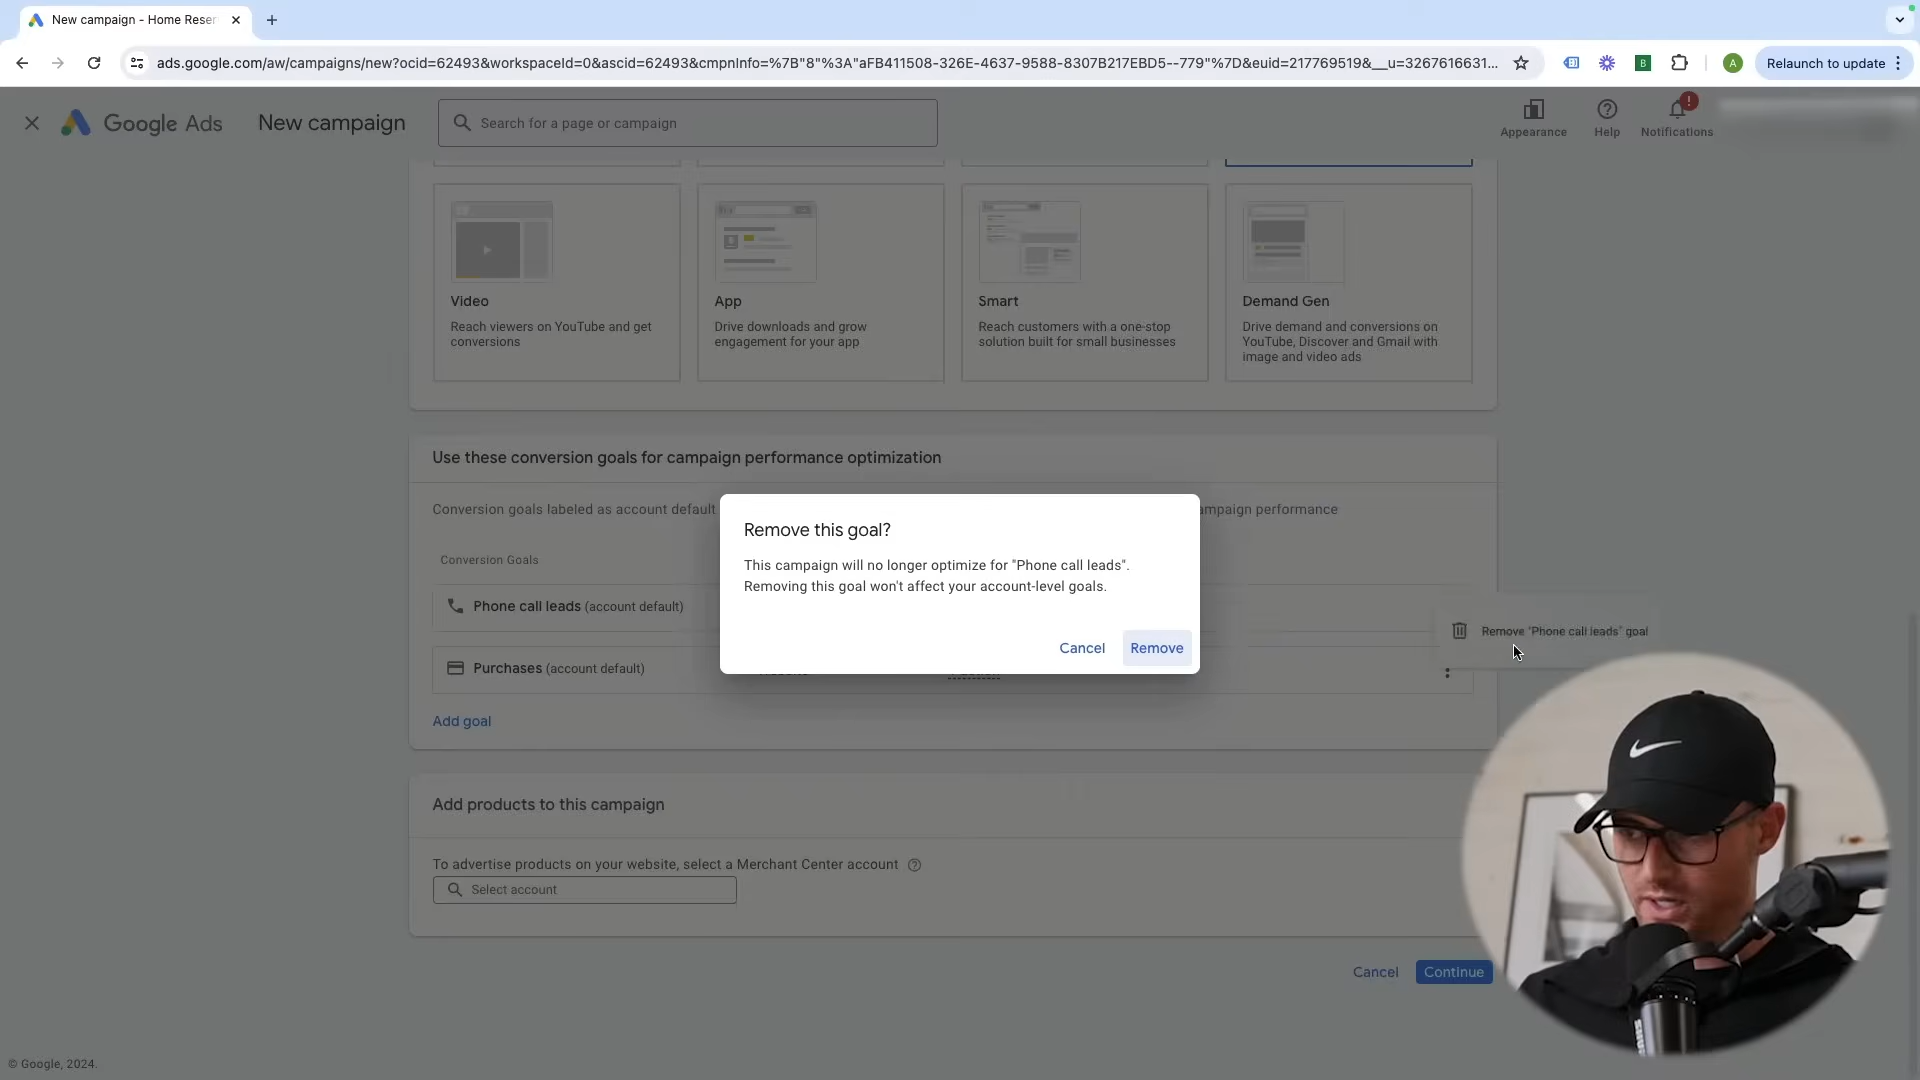 New campaign - Home Reser
ads.google.com/aw/campaigns/new?ocid=62493&workspaceId=0&ascid=62493&cmpnInfo=%7B"8"%3A"aFB411508-326E-4637-9588-8307B217EBD5--779"%7D&euid=217769519&__u=3267616631...
B
A
Relaunch to update
Google Ads
New campaign
Search for a page or campaign
Appearance
Help
!
Notifications
Video
Reach viewers on YouTube and get
conversions
App
Drive downloads and grow
engagement for your app
Smart
Reach customers with a one-stop
solution built for small businesses
Demand Gen
Drive demand and conversions on
YouTube, Discover and Gmail with
image and video ads
Use these conversion goals for campaign performance optimization
Conversion goals labeled as account default
ampaign performance
Conversion Goals
Phone call leads (account default)
Purchases (account default)
Add goal
Remove this goal?
This campaign will no longer optimize for "Phone call leads".
Removing this goal won't affect your account-level goals.
Cancel
Remove
Remove "Phone call leads" goal
Add products to this campaign
To advertise products on your website, select a Merchant Center account
Select account
Cancel
Continue
© Google, 2024.